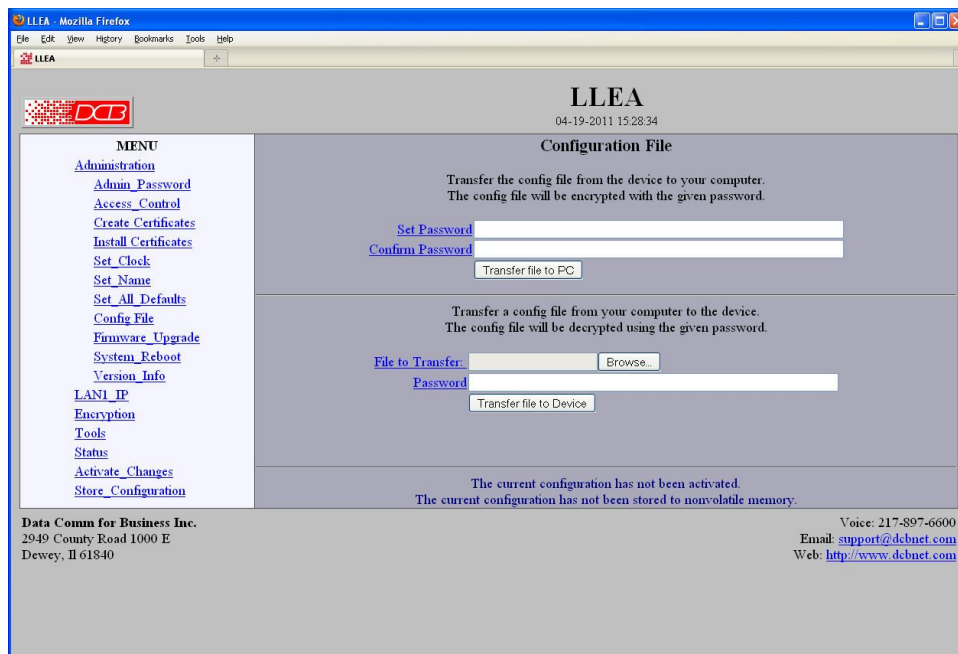 LLEA - Mozilla Firefox
File Edit View History Bookmarks Tools Help
LLEA
DCB
LLEA
04-19-2011 15:28:34
MENU
Administration
Admin_Password
Access_Control
Create Certificates
Install Certificates
Set_Clock
Set_Name
Set_All_Defaults
Config File
Firmware_Upgrade
System_Reboot
Version_Info
LAN1_IP
Encryption
Tools
Status
Activate_Changes
Store_Configuration
Configuration File
Transfer the config file from the device to your computer.
The config file will be encrypted with the given password.
Set Password
Confirm Password
Transfer file to PC
Transfer a config file from your computer to the device.
The config file will be decrypted using the given password.
File to Transfer:
Browse...
Password
Transfer file to Device
The current configuration has not been activated.
The current configuration has not been stored to nonvolatile memory.
Data Comm for Business Inc.
2949 County Road 1000 E
Dewey, Il 61840
Voice: 217-897-6600
Email: support@dcbnet.com
Web: http://www.dcbnet.com